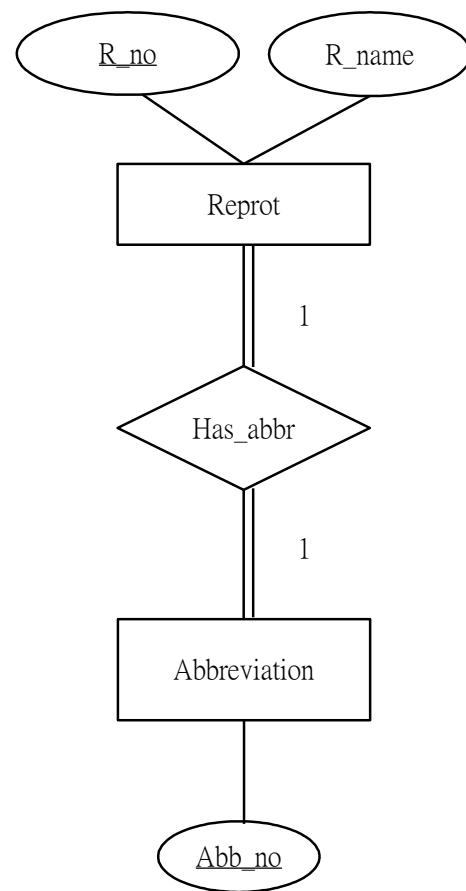 R_no
R_name
Reprot
1
Has_abbr
1
Abbreviation
Abb_no